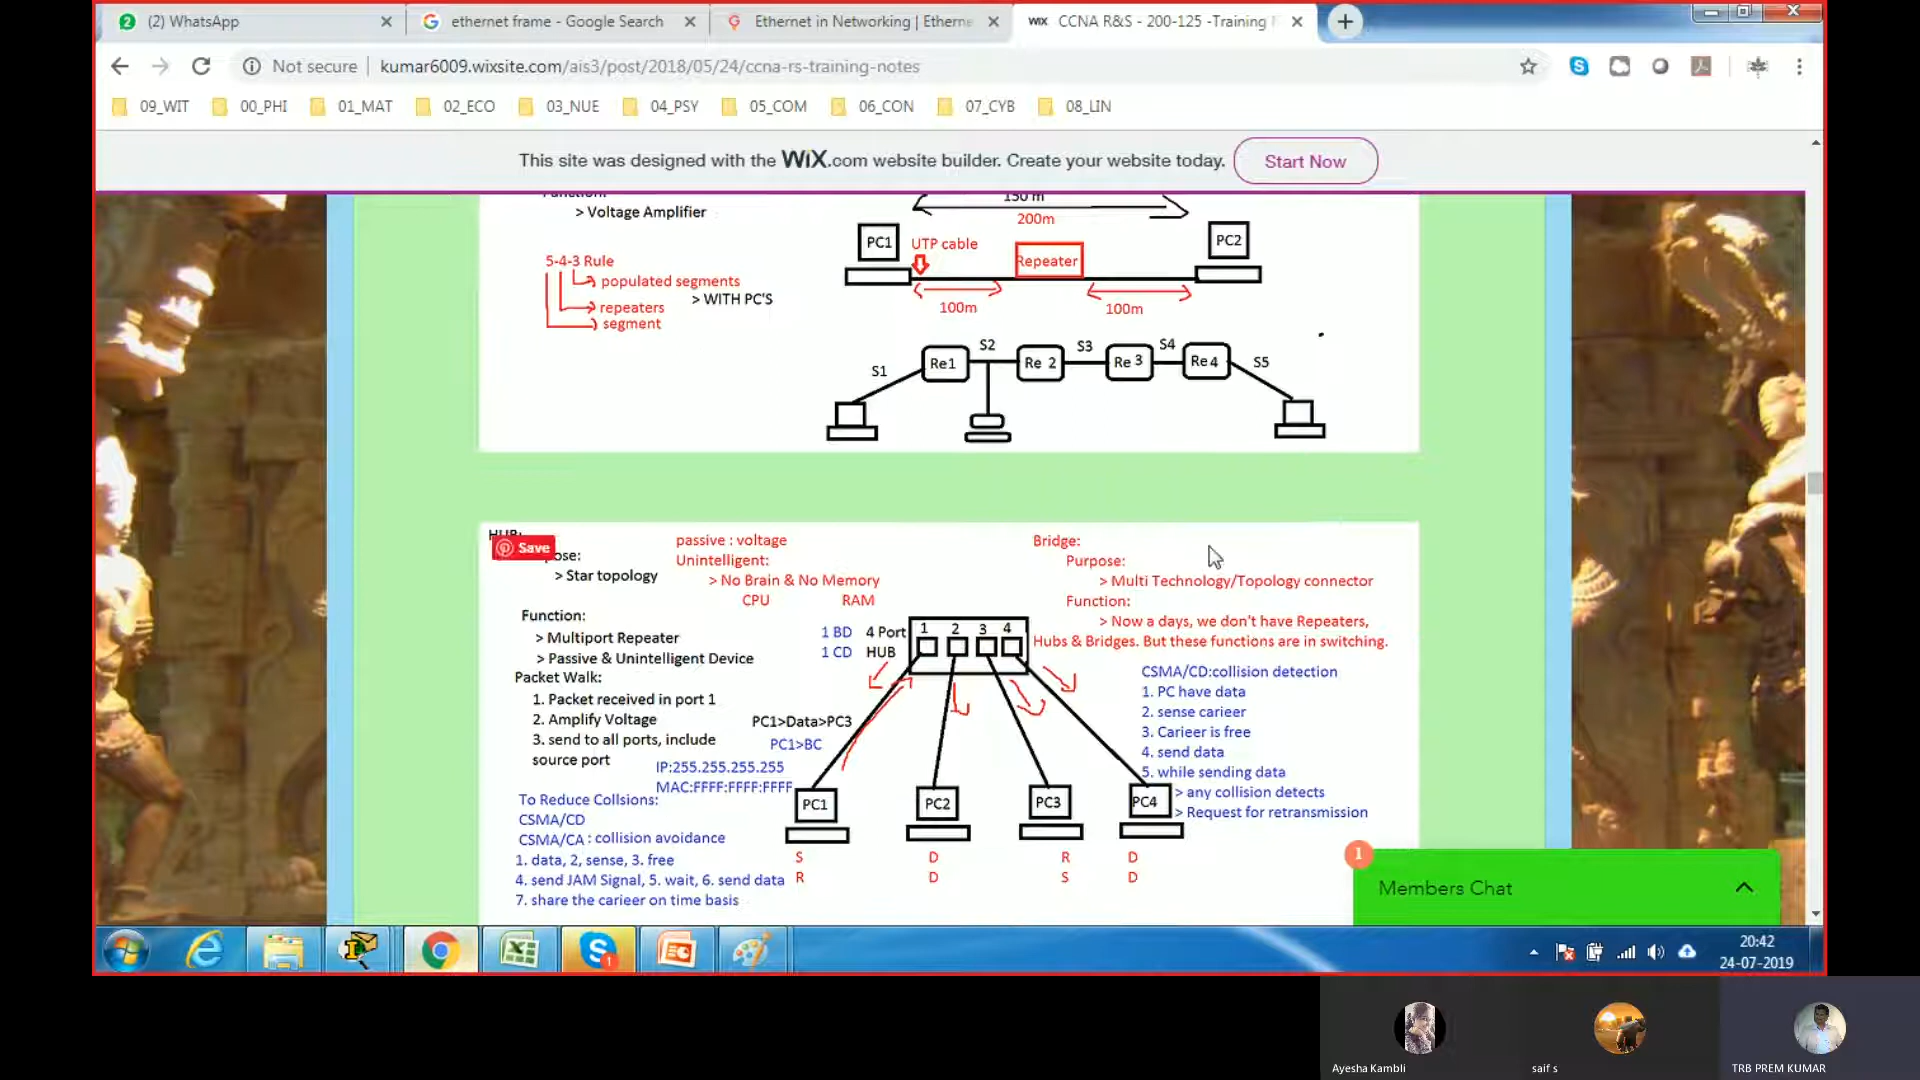 (2) WhatsApp
ethernet frame - Google Search
Ethernet in Networking | Etherne
WIX CCNA R&S - 200-125 -Training
Not secure | kumar6009.wixsite.com/ais3/post/2018/05/24/ccna-rs-training-notes
09_WIT 00_PHI 01_MAT 02_ECO 03_NUE 04_PSY 05_COM 06_CON 07_CYB 08_LIN
This site was designed with the WiX.com website builder. Create your website today. Start Now
Function:
> Voltage Amplifier
5-4-3 Rule
populated segments
> WITH PC'S
repeaters
segment
150 m
200m
PC1
UTP cable
Repeater
PC2
100m
100m
S1
Re1
S2
Re 2
S3
Re 3
S4
Re4
S5
HUB:
Save
ose:
> Star topology
passive : voltage
Unintelligent:
> No Brain & No Memory
CPU RAM
Function:
> Multiport Repeater
> Passive & Unintelligent Device
Packet Walk:
1. Packet received in port 1
2. Amplify Voltage
3. send to all ports, include
source port
1 BD 4 Port
1 CD HUB
1 2 3 4
PC1>Data>PC3
PC1>BC
IP:255.255.255.255
MAC:FFFF:FFFF:FFFF
To Reduce Collsions:
CSMA/CD
CSMA/CA : collision avoidance
1. data, 2, sense, 3. free
4. send JAM Signal, 5. wait, 6. send data
7. share the carieer on time basis
PC1 PC2 PC3 PC4
S D R D
R D S D
Bridge:
Purpose:
> Multi Technology/Topology connector
Function:
> Now a days, we don't have Repeaters,
Hubs & Bridges. But these functions are in switching.
CSMA/CD:collision detection
1. PC have data
2. sense carieer
3. Carieer is free
4. send data
5. while sending data
> any collision detects
> Request for retransmission
1
Members Chat
1
20:42
24-07-2019
Ayesha Kambli
saif s
TRB PREM KUMAR